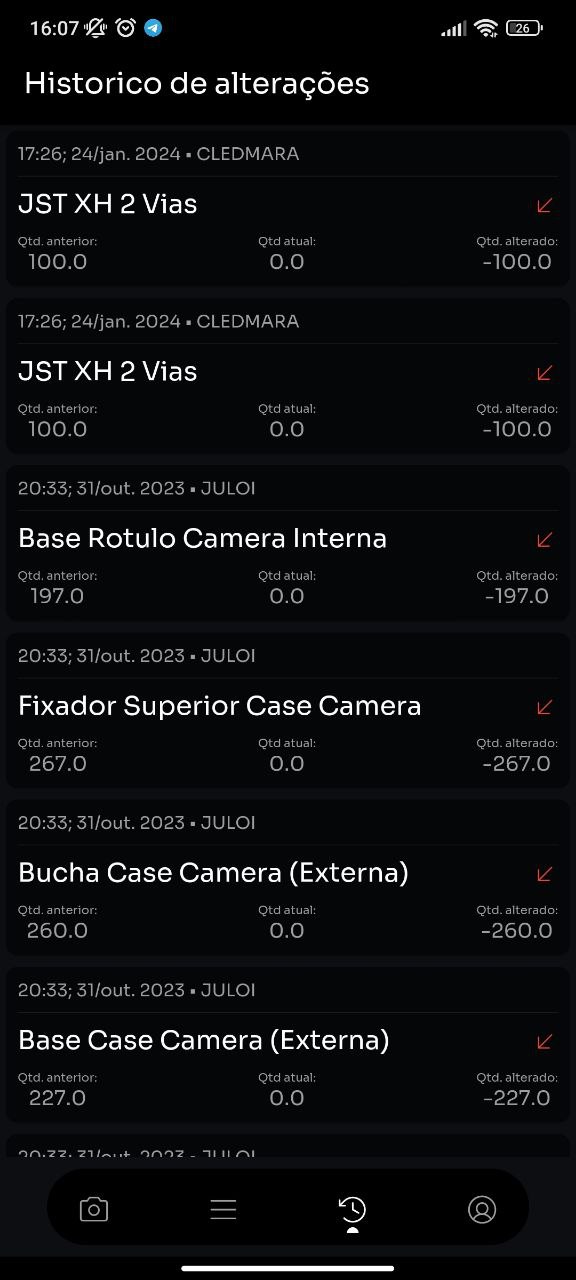 16:07 26
Historico de alterações
17:26; 24/jan. 2024 ▪ CLEDMARA
JST XH 2 Vias
Qtd. anterior: Qtd atual: Qtd. alterado:
100.0 0.0 -100.0
17:26; 24/jan. 2024 ▪ CLEDMARA
JST XH 2 Vias
Qtd. anterior: Qtd atual: Qtd. alterado:
100.0 0.0 -100.0
20:33; 31/out. 2023 ▪ JULOI
Base Rotulo Camera Interna
Qtd. anterior: Qtd atual: Qtd. alterado:
197.0 0.0 -197.0
20:33; 31/out. 2023 ▪ JULOI
Fixador Superior Case Camera
Qtd. anterior: Qtd atual: Qtd. alterado:
267.0 0.0 -267.0
20:33; 31/out. 2023 ▪ JULOI
Bucha Case Camera (Externa)
Qtd. anterior: Qtd atual: Qtd. alterado:
260.0 0.0 -260.0
20:33; 31/out. 2023 ▪ JULOI
Base Case Camera (Externa)
Qtd. anterior: Qtd atual: Qtd. alterado:
227.0 0.0 -227.0
20:33; 31/out. 2023 ▪ JULOI